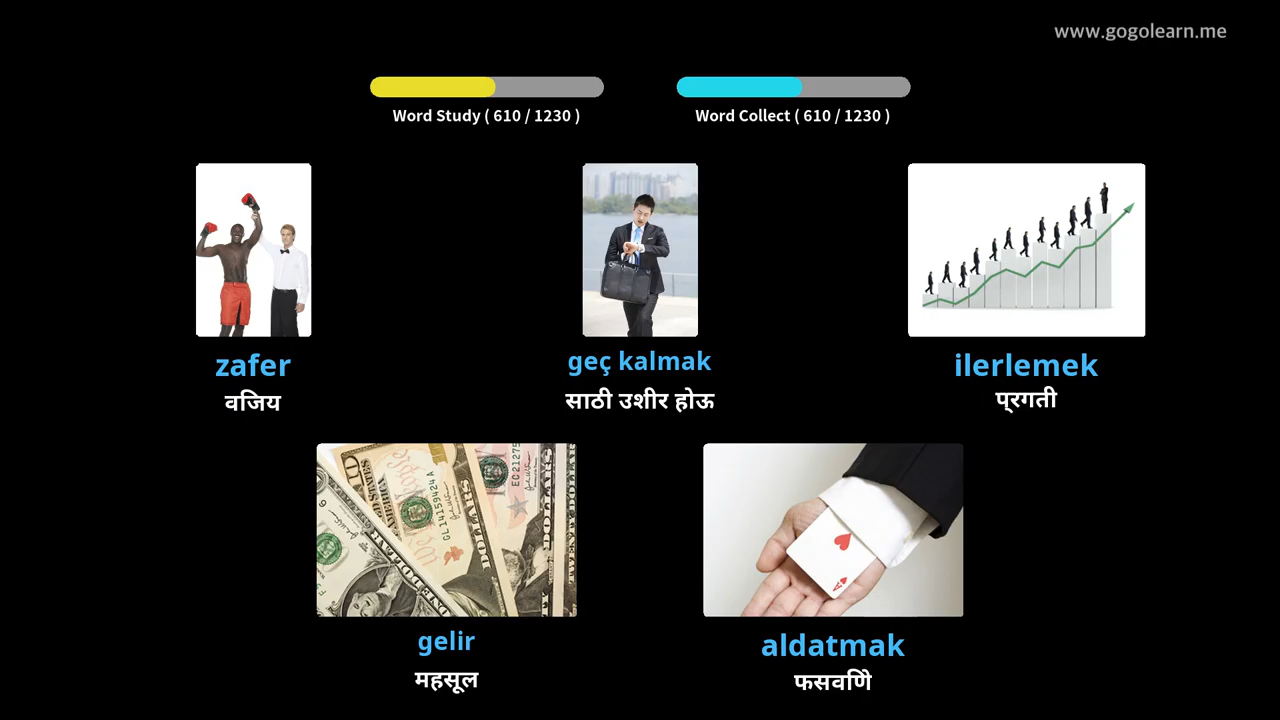 www.gogolearn.me
Word Study ( 610 / 1230 )
Word Collect ( 610 / 1230 )
zafer
वजिय
geç kalmak
साठी उशीर होऊ
ilerlemek
प्रगती
gelir
महसूल
aldatmak
फसवणेि